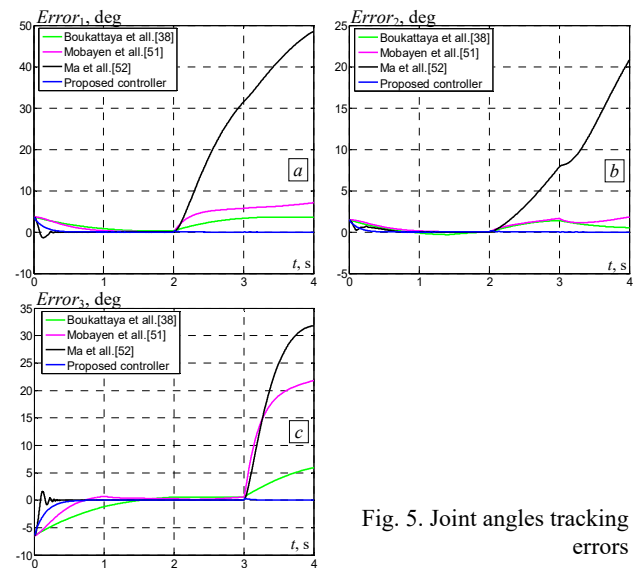 Error₁, deg
50
40
30
20
10
0
-10
Boukattaya et all.[38]
Mobayen et all.[51]
Ma et all.[52]
Proposed controller
a
t, s
0 1 2 3 4
Error₂, deg
25
20
15
10
5
0
-5
Boukattaya et all.[38]
Mobayen et all.[51]
Ma et all.[52]
Proposed controller
b
t, s
0 1 2 3 4
Error₃, deg
35
30
25
20
15
10
5
0
-5
-10
Boukattaya et all.[38]
Mobayen et all.[51]
Ma et all.[52]
Proposed controller
c
t, s
0 1 2 3 4
Fig. 5. Joint angles tracking
errors